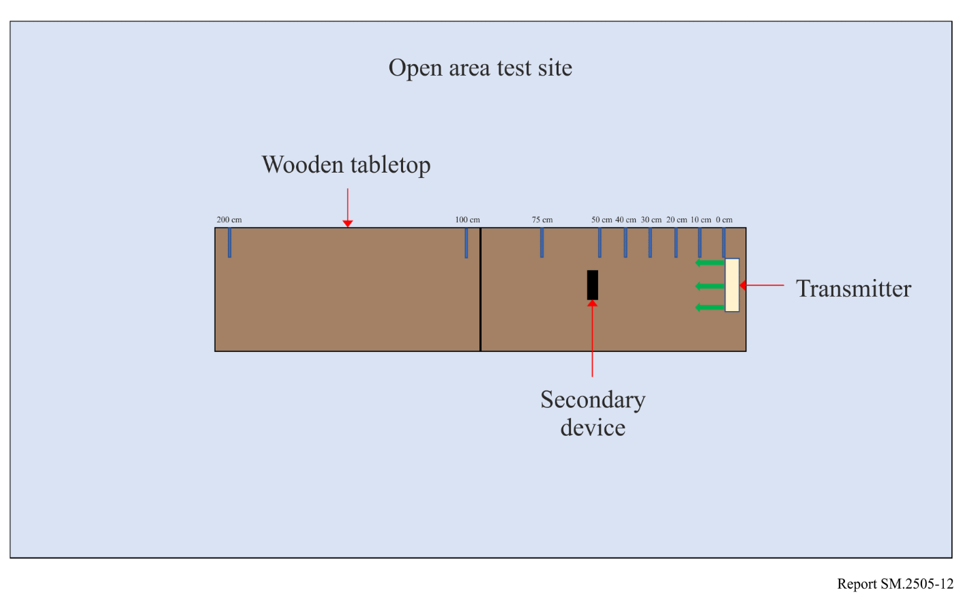 Open area test site
Wooden tabletop
200 cm
100 cm
75 cm
50 cm
40 cm
30 cm
20 cm
10 cm
0 cm
Transmitter
Secondary
device
Report SM.2505-12